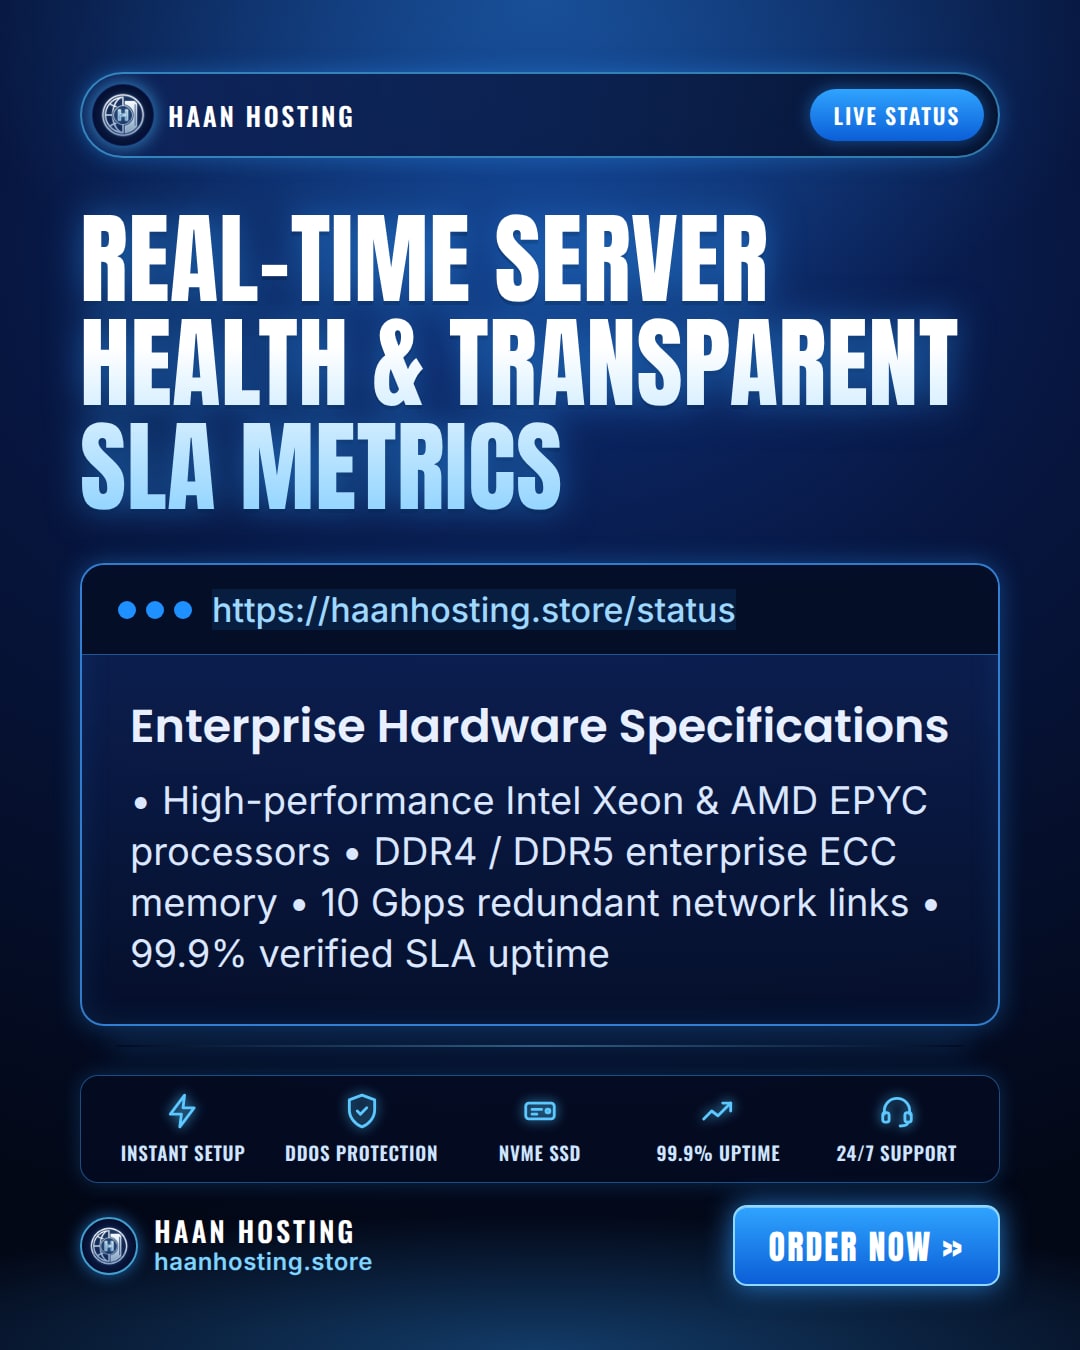 HAAN HOSTING
LIVE STATUS
REAL-TIME SERVER
HEALTH & TRANSPARENT
SLA METRICS
https://haanhosting.store/status
Enterprise Hardware Specifications
• High-performance Intel Xeon & AMD EPYC
processors • DDR4 / DDR5 enterprise ECC
memory • 10 Gbps redundant network links •
99.9% verified SLA uptime
INSTANT SETUP
DDOS PROTECTION
NVME SSD
99.9% UPTIME
24/7 SUPPORT
HAAN HOSTING
haanhosting.store
ORDER NOW »